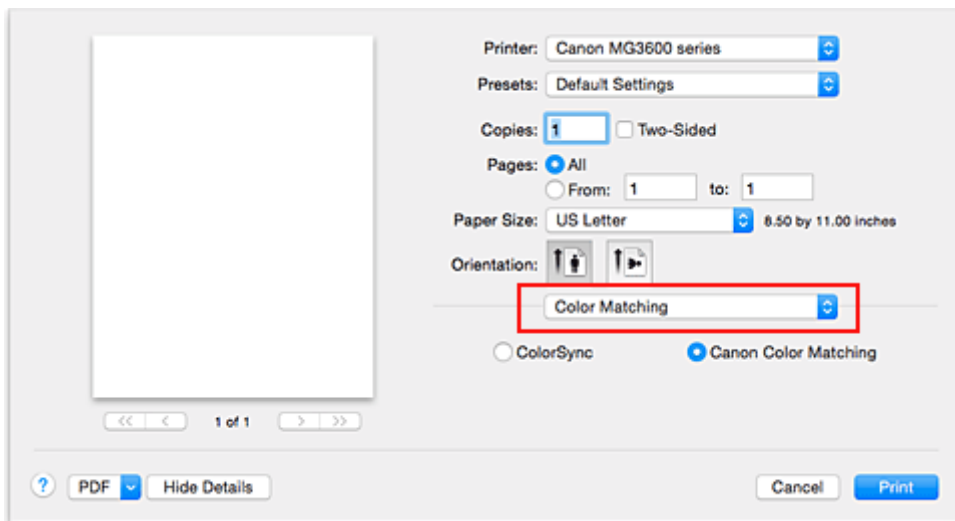 Printer: Canon MG3600 series
Presets: Default Settings
Copies: 1 Two-Sided
Pages: All
From: 1 to: 1
Paper Size: US Letter 8.50 by 11.00 inches
Orientation:
Color Matching
ColorSync Canon Color Matching
<< < 1 of 1 > >>
? PDF Hide Details Cancel Print